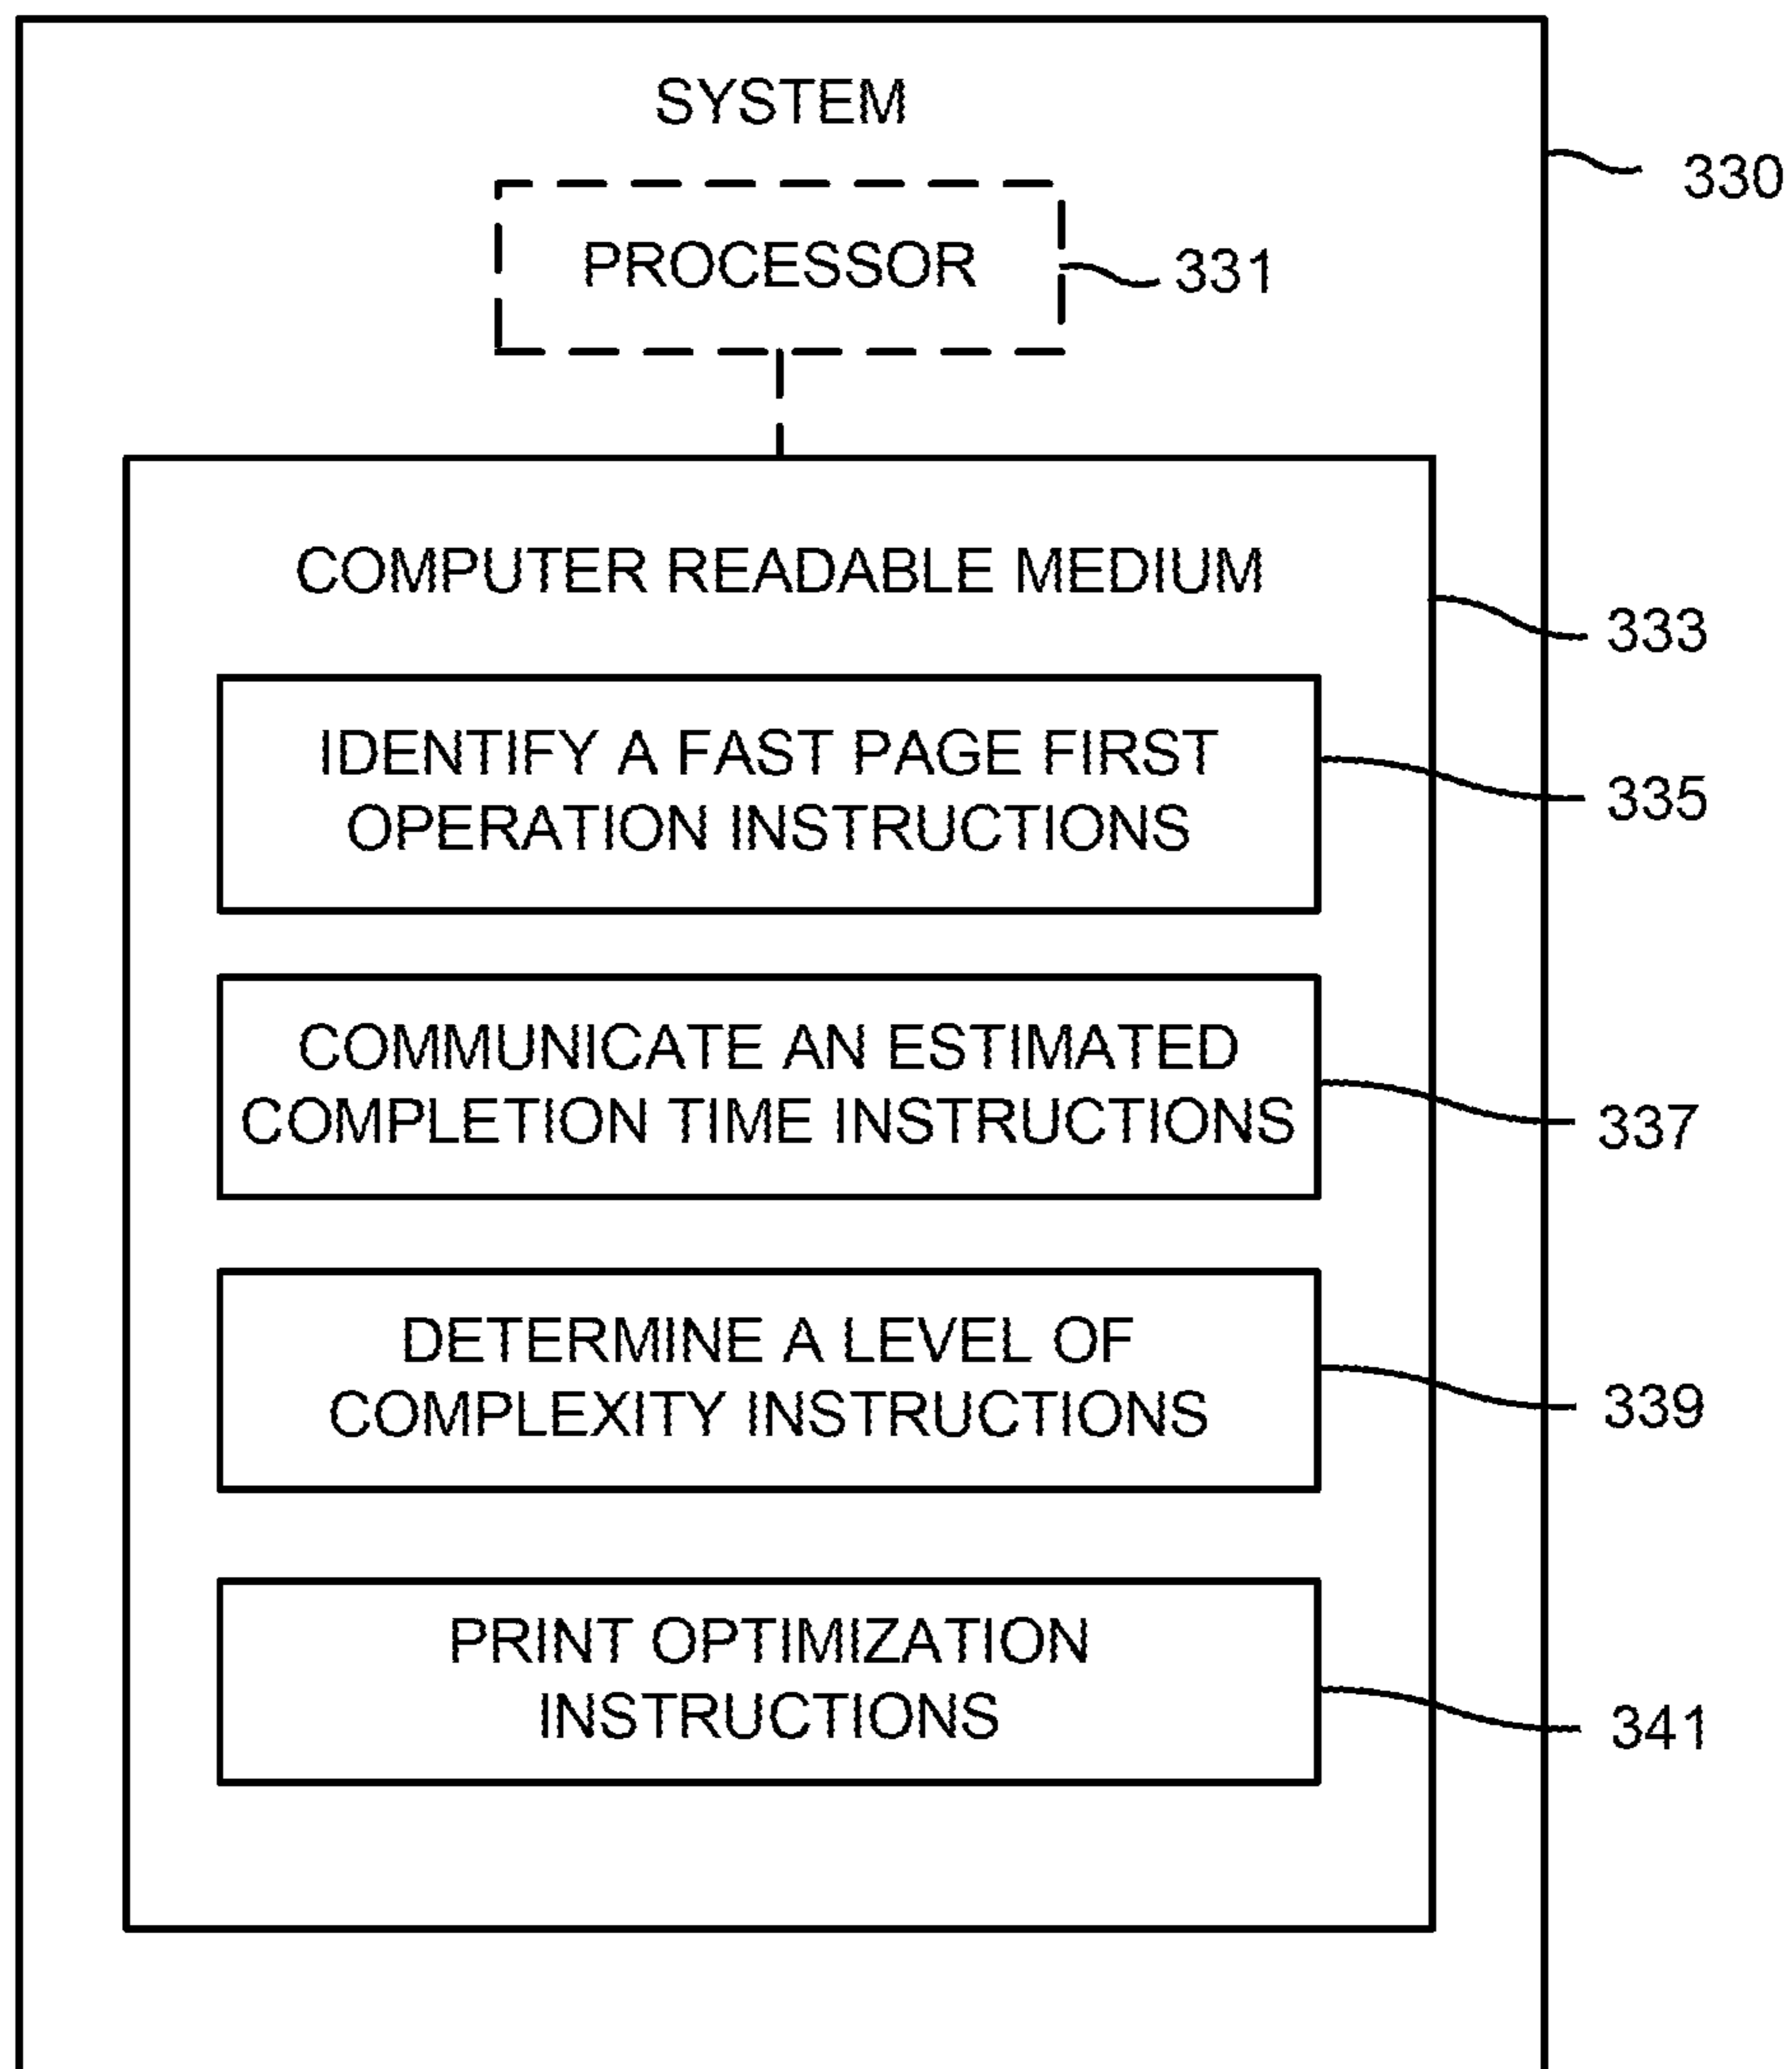 SYSTEM
330
PROCESSOR
331
COMPUTER READABLE MEDIUM
333
IDENTIFY A FAST PAGE FIRST
OPERATION INSTRUCTIONS
335
COMMUNICATE AN ESTIMATED
COMPLETION TIME INSTRUCTIONS
337
DETERMINE A LEVEL OF
COMPLEXITY INSTRUCTIONS
339
PRINT OPTIMIZATION
INSTRUCTIONS
341